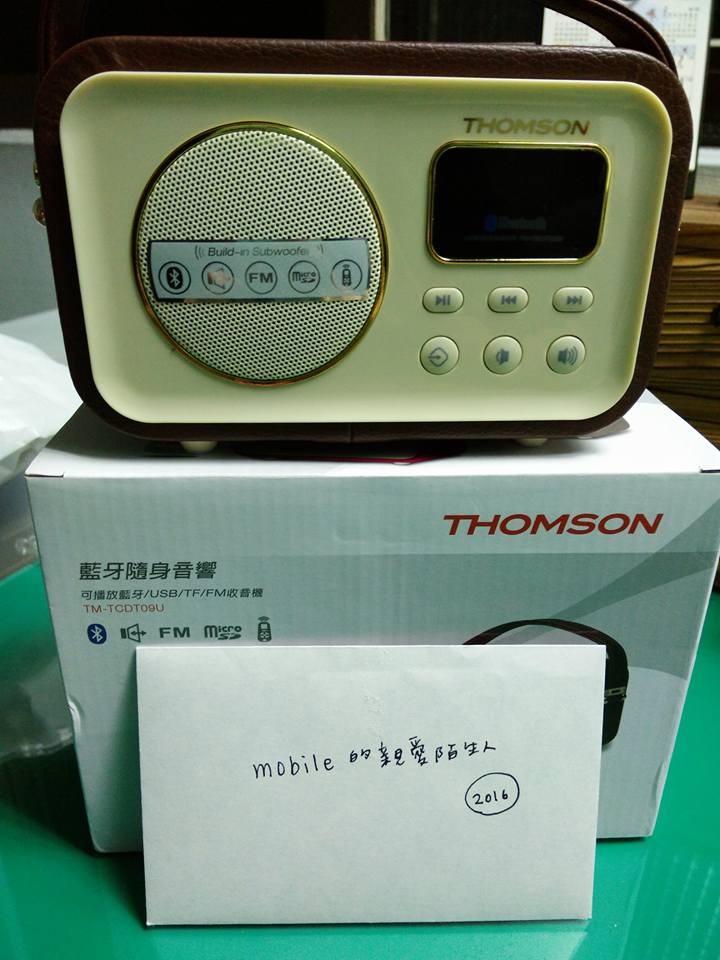 THOMSON
Build-in Subwoofer
FM
Micro SD
Bluetooth
THOMSON
藍牙隨身音響
可播放藍牙/USB/TF/FM收音機
TM-TCDT09U
FM Micro SD
mobile 的親愛陌生人
2016